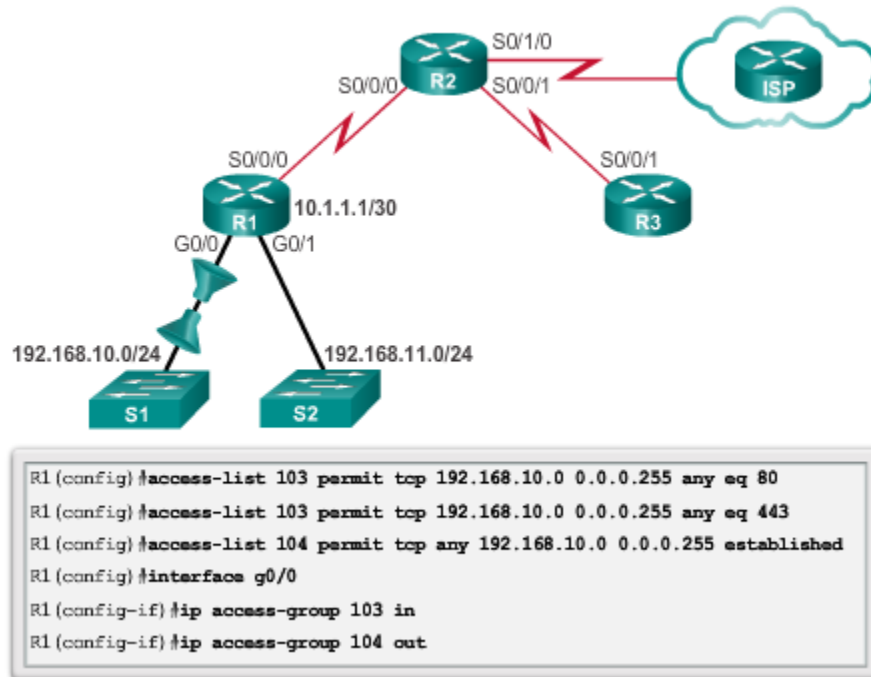 S0/1/0
S0/0/0
R2
S0/0/1
ISP
S0/0/0
S0/0/1
R1
10.1.1.1/30
R3
G0/0
G0/1
192.168.10.0/24
192.168.11.0/24
S1
S2
R1(config)#access-list 103 permit tcp 192.168.10.0 0.0.0.255 any eq 80
R1(config)#access-list 103 permit tcp 192.168.10.0 0.0.0.255 any eq 443
R1(config)#access-list 104 permit tcp any 192.168.10.0 0.0.0.255 established
R1(config)#interface g0/0
R1(config-if)#ip access-group 103 in
R1(config-if)#ip access-group 104 out